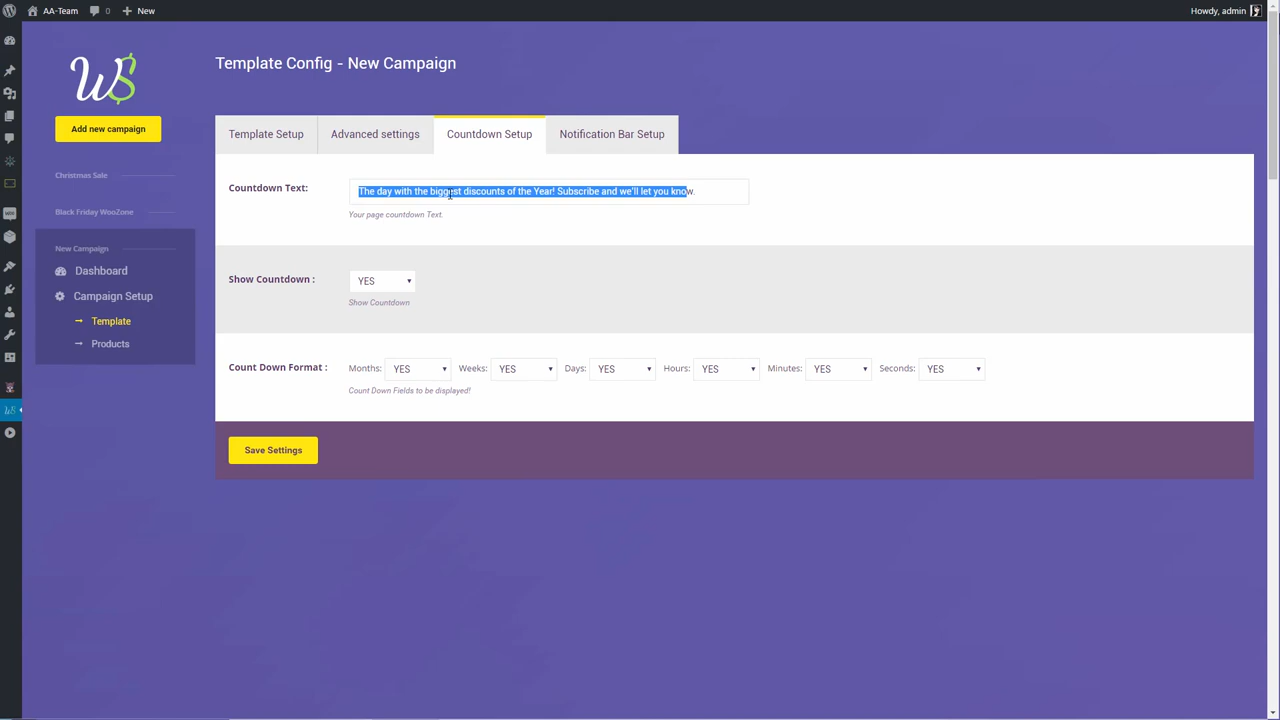 AA-Team 0 New Howdy, admin
W$
Template Config - New Campaign
Add new campaign
Template Setup Advanced settings Countdown Setup Notification Bar Setup
Christmas Sale
Countdown Text: The day with the biggest discounts of the Year! Subscribe and we'll let you know.
Your page countdown Text.
Black Friday WooZone
New Campaign
Dashboard
Show Countdown : YES
Campaign Setup
Show Countdown
Template
Products
Count Down Format : Months: YES Weeks: YES Days: YES Hours: YES Minutes: YES Seconds: YES
Count Down Fields to be displayed!
Save Settings